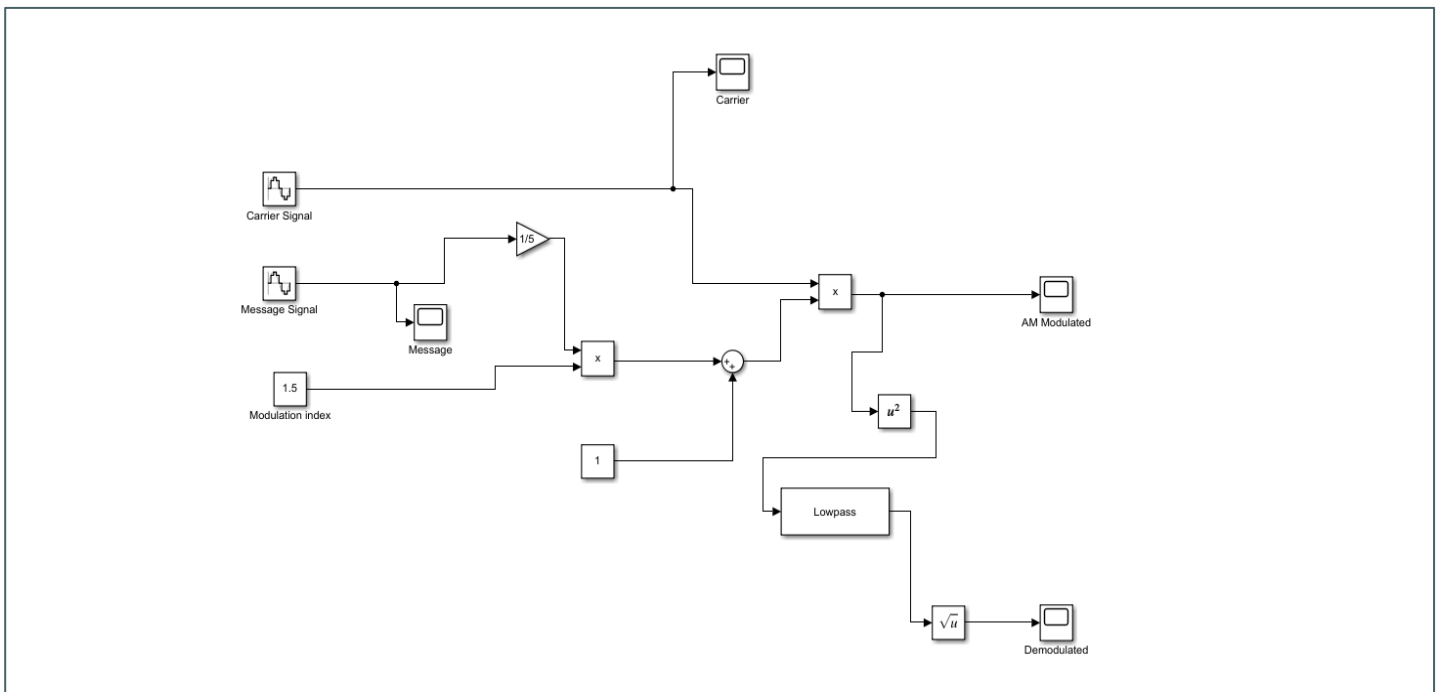 Carrier
Carrier Signal
1/5
Message Signal
Message
x
AM Modulated
x
++
1.5
Modulation index
u²
1
Lowpass
√u
Demodulated